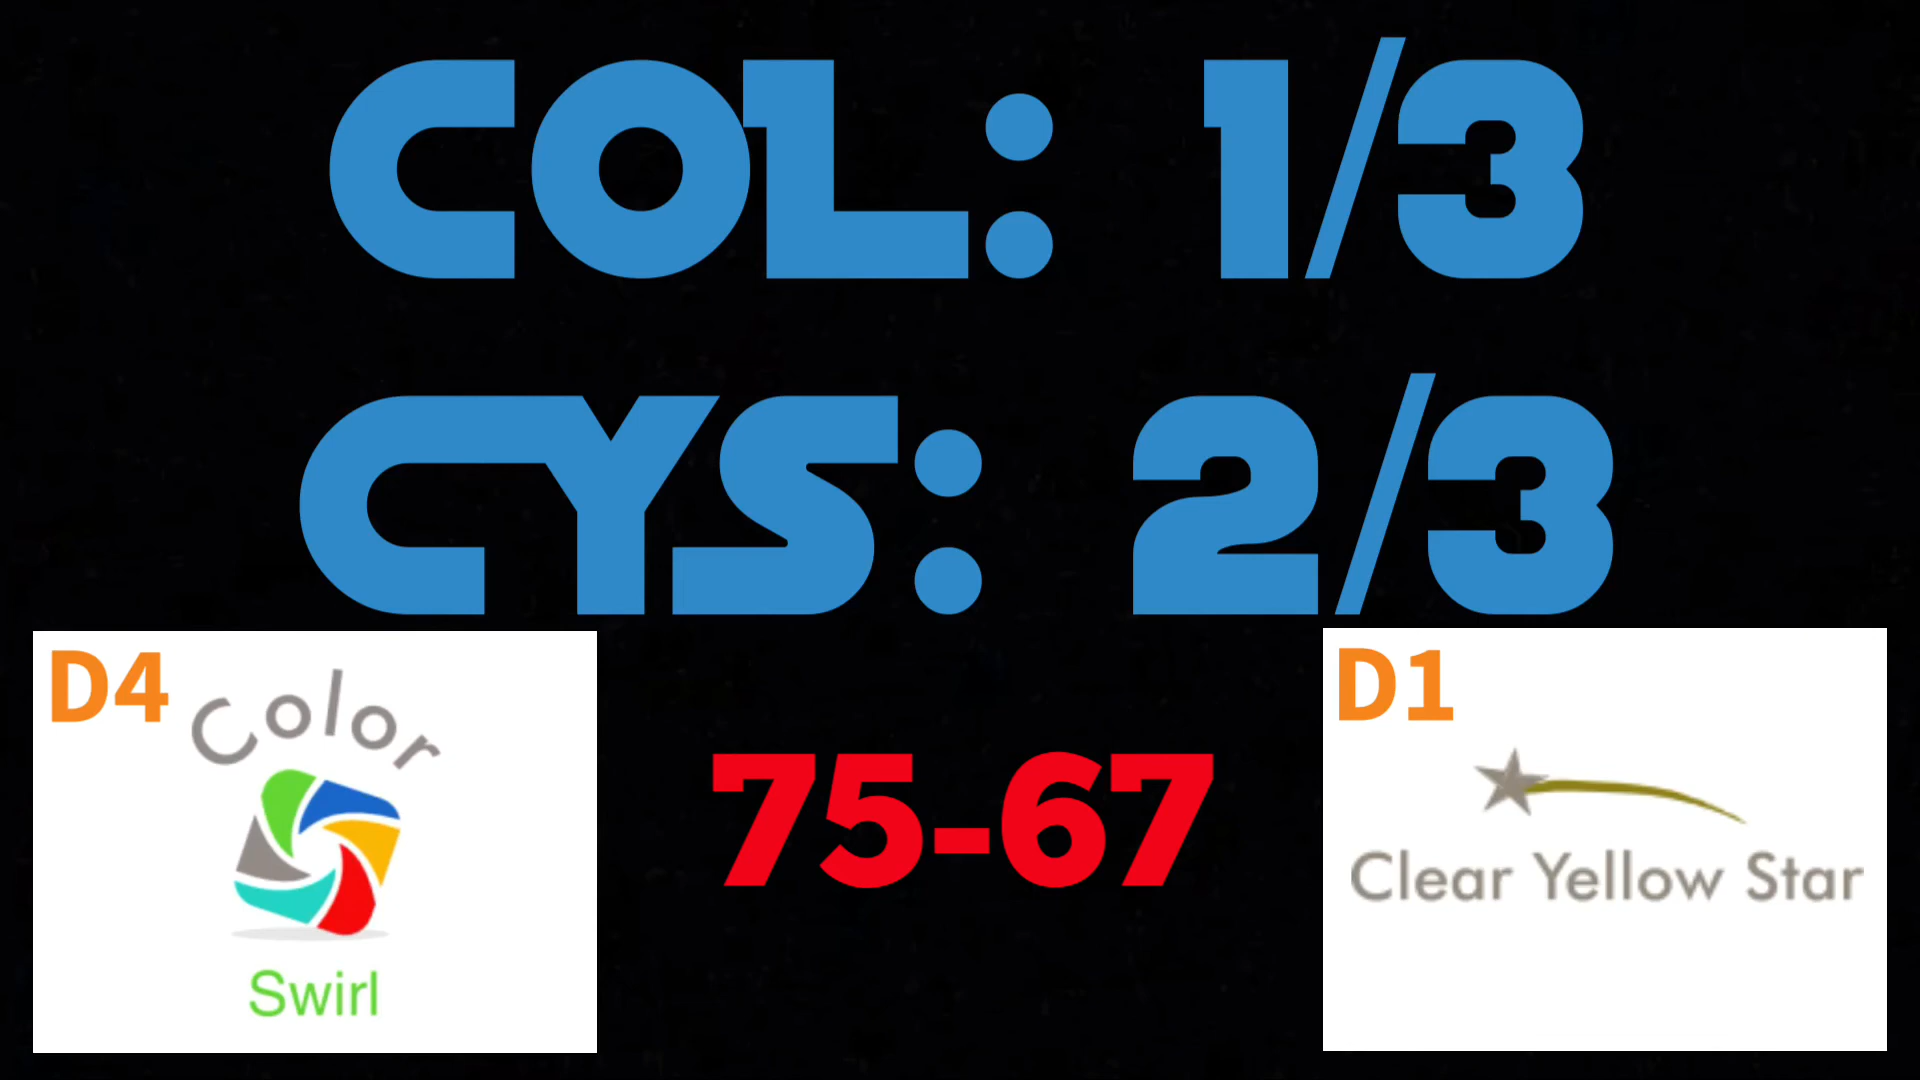 COL: 1/3
CYS: 2/3
D4
Color
Swirl
75-67
D1
Clear Yellow Star